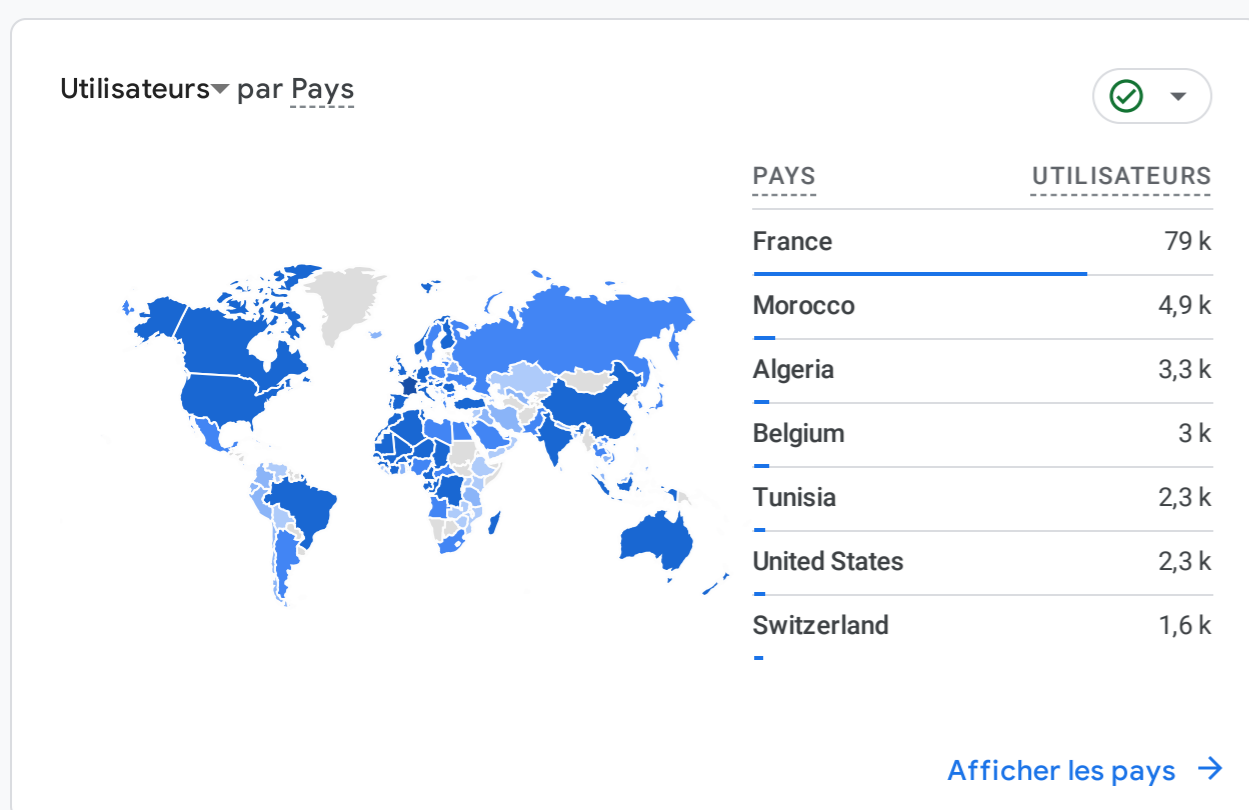 Utilisateurs par Pays
PAYS UTILISATEURS
France 79 k
Morocco 4,9 k
Algeria 3,3 k
Belgium 3 k
Tunisia 2,3 k
United States 2,3 k
Switzerland 1,6 k
Afficher les pays